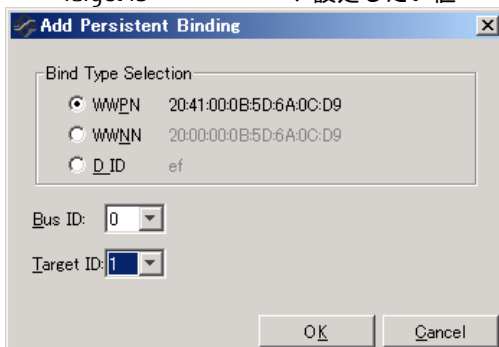 Add Persistent Binding
Bind Type Selection
WWPN 20:41:00:0B:5D:6A:0C:D9
WWNN 20:00:00:0B:5D:6A:0C:D9
D_ID ef
Bus ID: 0
Target ID: 1
OK Cancel